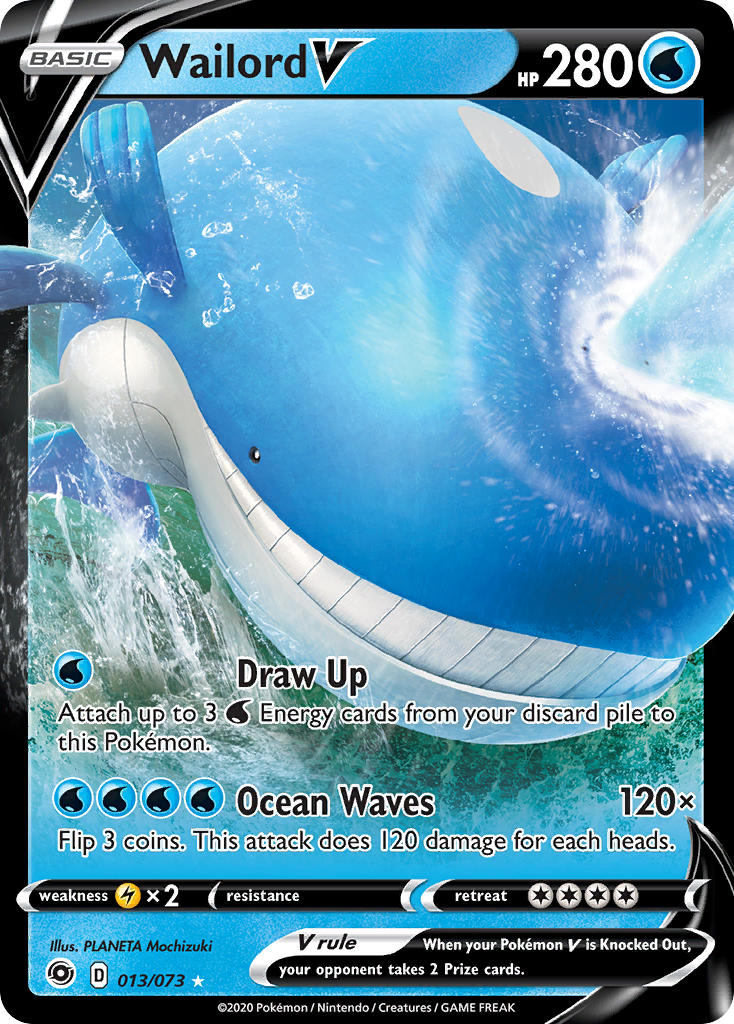 BASIC Wailord V HP 280
Draw Up
Attach up to 3 Energy cards from your discard pile to
this Pokémon.
Ocean Waves 120×
Flip 3 coins. This attack does 120 damage for each heads.
weakness ×2 resistance retreat
Illus. PLANETA Mochizuki
V rule When your Pokémon V is Knocked Out,
your opponent takes 2 Prize cards.
D 013/073
©2020 Pokémon / Nintendo / Creatures / GAME FREAK